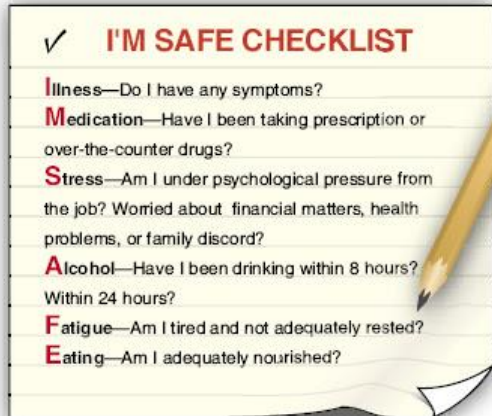 ✓ I'M SAFE CHECKLIST
Illness—Do I have any symptoms?
Medication—Have I been taking prescription or
over-the-counter drugs?
Stress—Am I under psychological pressure from
the job? Worried about financial matters, health
problems, or family discord?
Alcohol—Have I been drinking within 8 hours?
Within 24 hours?
Fatigue—Am I tired and not adequately rested?
Eating—Am I adequately nourished?